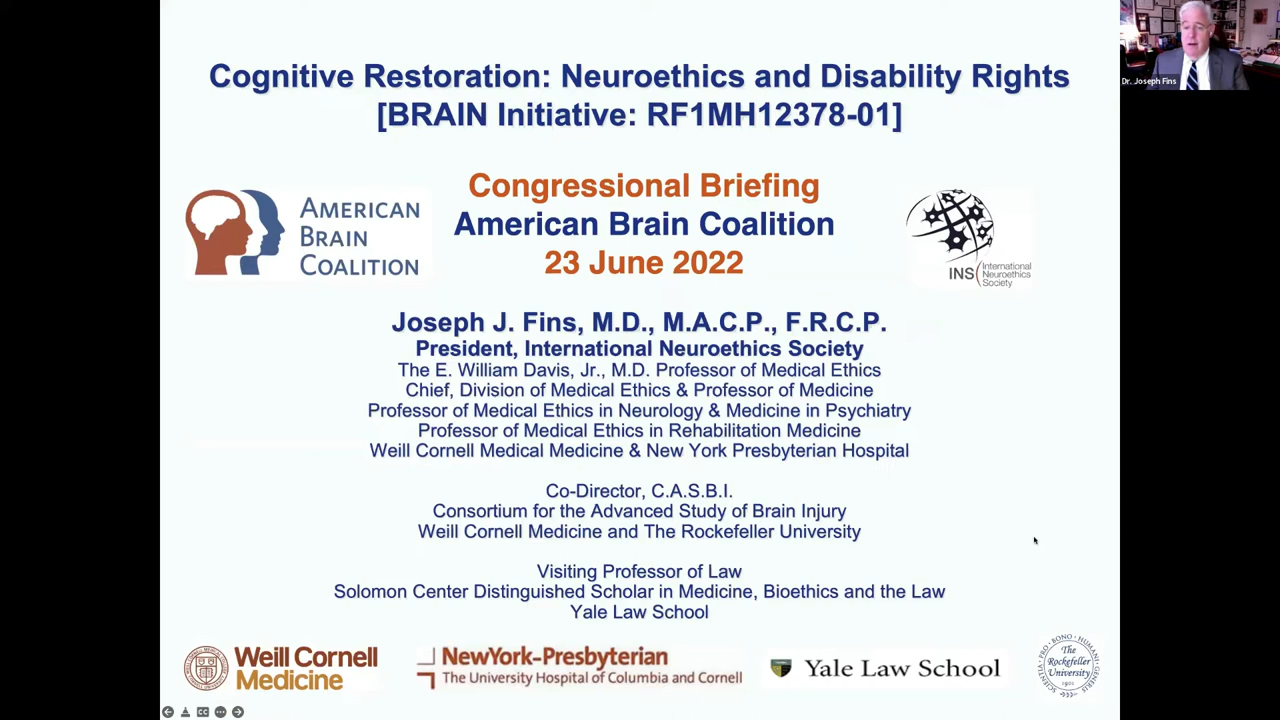 Cognitive Restoration: Neuroethics and Disability Rights
[BRAIN Initiative: RF1MH12378-01]
Dr. Joseph Fins
Congressional Briefing
American Brain Coalition
23 June 2022
AMERICAN
BRAIN
COALITION
INS
International
Neuroethics
Society
Joseph J. Fins, M.D., M.A.C.P., F.R.C.P.
President, International Neuroethics Society
The E. William Davis, Jr., M.D. Professor of Medical Ethics
Chief, Division of Medical Ethics & Professor of Medicine
Professor of Medical Ethics in Neurology & Medicine in Psychiatry
Professor of Medical Ethics in Rehabilitation Medicine
Weill Cornell Medical Medicine & New York Presbyterian Hospital
Co-Director, C.A.S.B.I.
Consortium for the Advanced Study of Brain Injury
Weill Cornell Medicine and The Rockefeller University
Visiting Professor of Law
Solomon Center Distinguished Scholar in Medicine, Bioethics and the Law
Yale Law School
Weill Cornell
Medicine
NewYork-Presbyterian
The University Hospital of Columbia and Cornell
Yale Law School
PRO BONO HUMANI GENERIS SCIENTIA
The
Rockefeller
University
1901